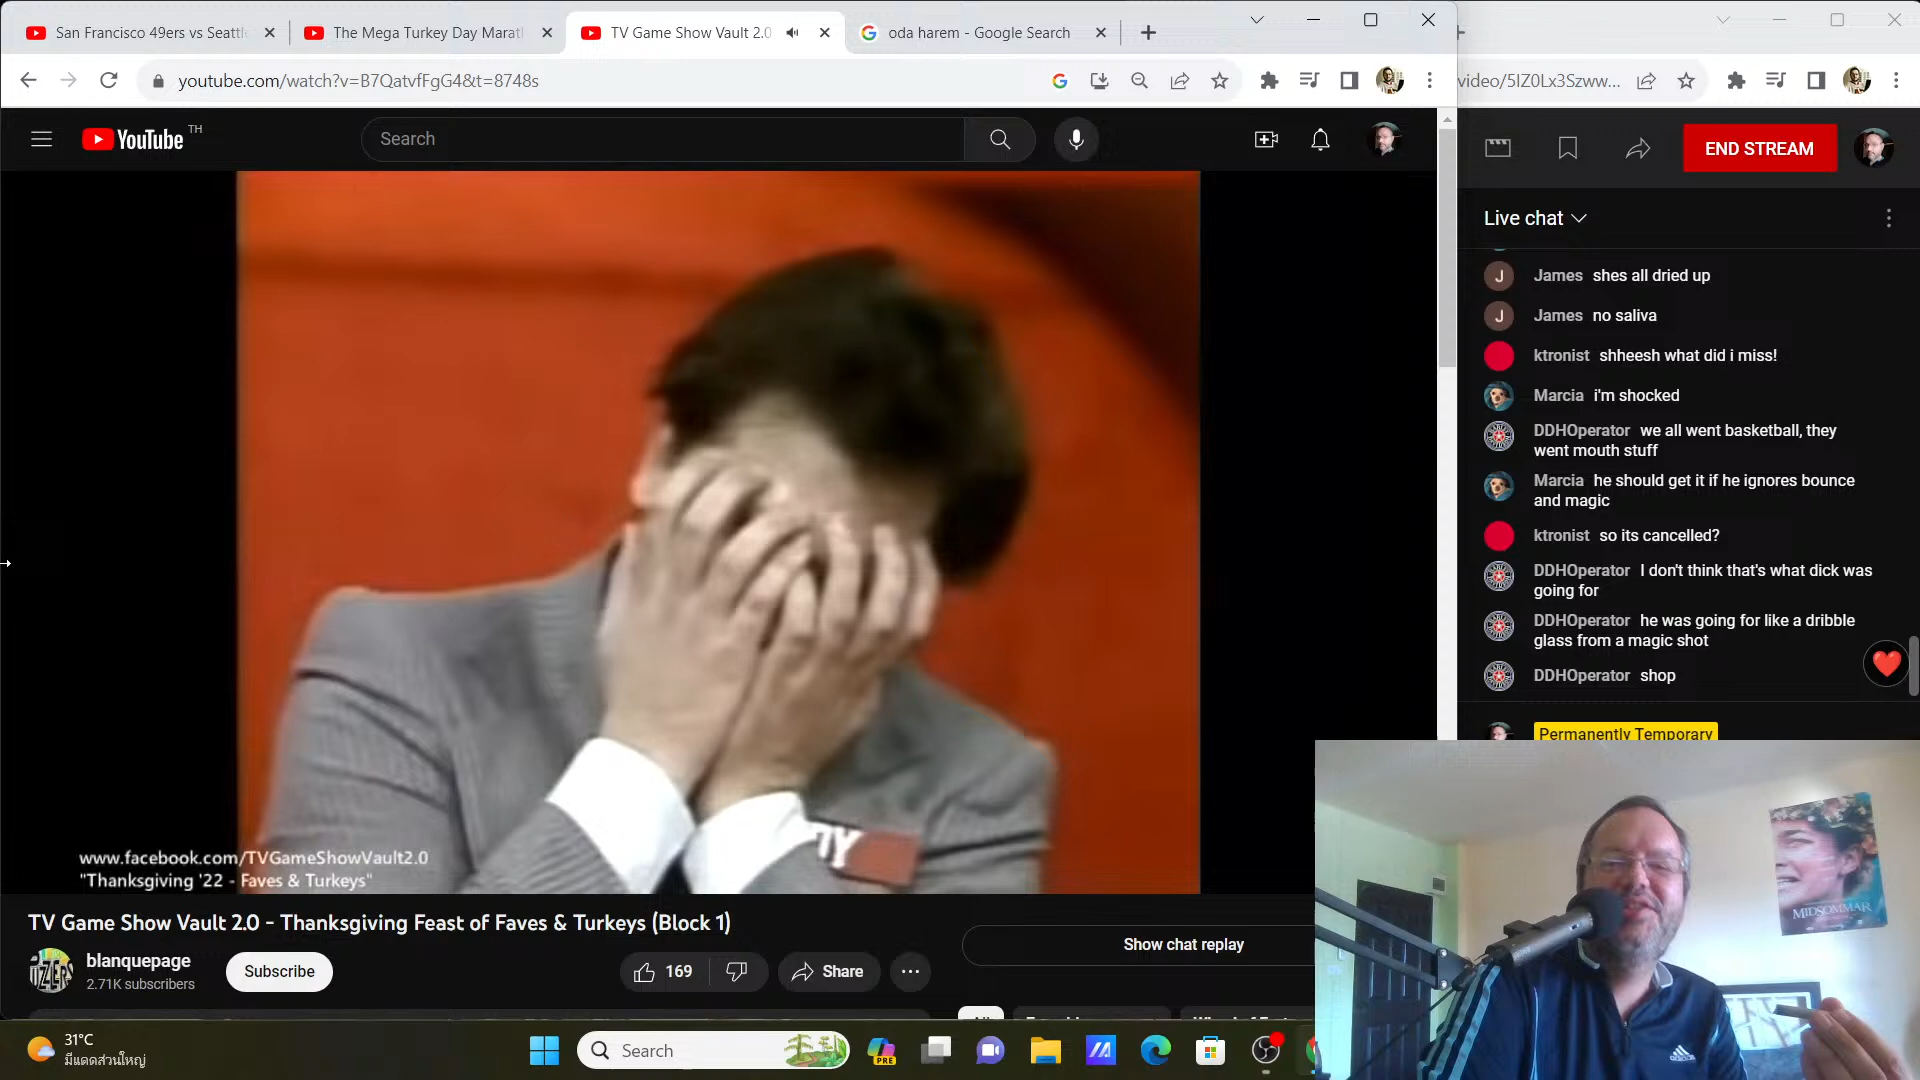 San Francisco 49ers vs Seattl
The Mega Turkey Day Marat
TV Game Show Vault 2.0
oda harem - Google Search
youtube.com/watch?v=B7QatvfFgG4&t=8748s
video/5IZ0Lx3Szww...
YouTube TH
Search
END STREAM
Live chat
J James shes all dried up
J James no saliva
ktronist shheesh what did i miss!
Marcia i'm shocked
DDHOperator we all went basketball, they
went mouth stuff
Marcia he should get it if he ignores bounce
and magic
ktronist so its cancelled?
DDHOperator I don't think that's what dick was
going for
DDHOperator he was going for like a dribble
glass from a magic shot
DDHOperator shop
Permanently Temporary
www.facebook.com/TVGameShowVault2.0
"Thanksgiving '22 - Faves & Turkeys"
TV Game Show Vault 2.0 - Thanksgiving Feast of Faves & Turkeys (Block 1)
blanquepage
2.71K subscribers
Subscribe
169
Share
Show chat replay
MIDSOMMAR
adidas
31°C
มีแดดส่วนใหญ่
Search
PRE